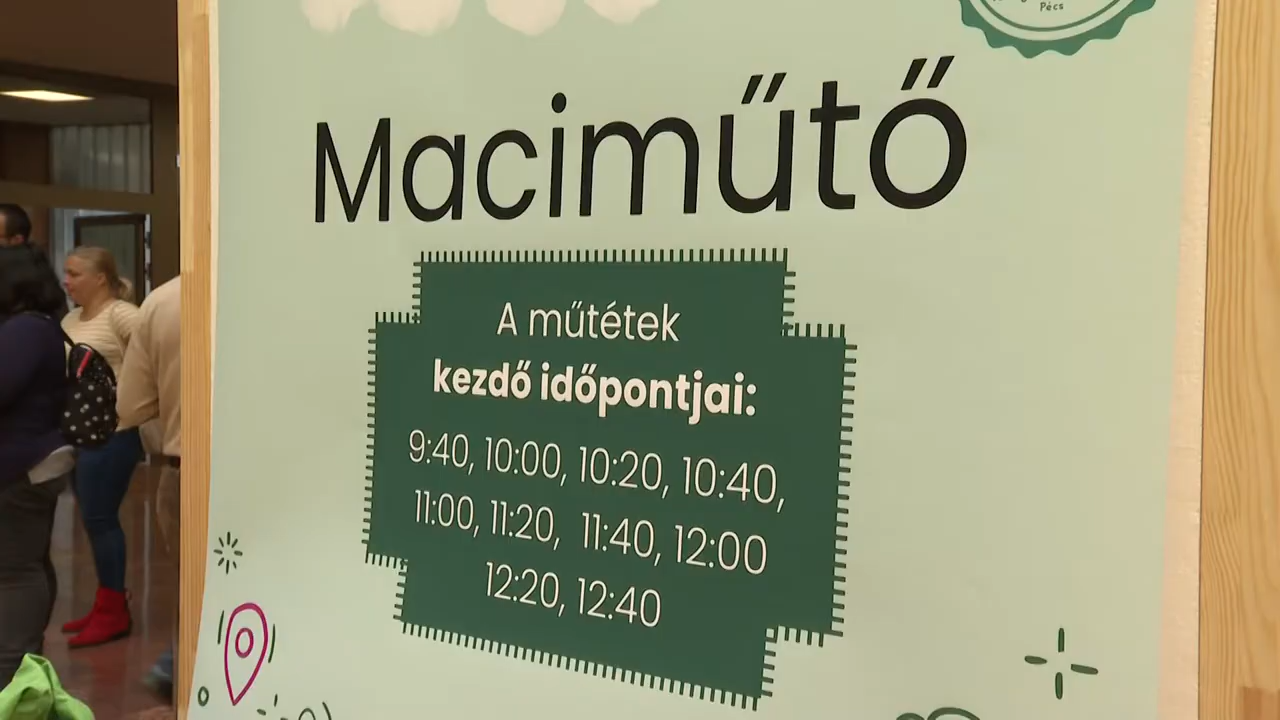 Pécs
Maciműtő
A műtétek
kezdő időpontjai:
9:40, 10:00, 10:20, 10:40,
11:00, 11:20, 11:40, 12:00
12:20, 12:40